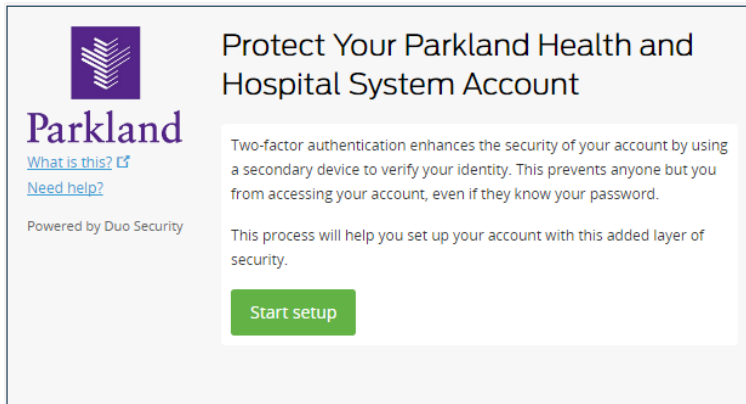 Parkland
What is this?
Need help?
Powered by Duo Security
Protect Your Parkland Health and
Hospital System Account
Two-factor authentication enhances the security of your account by using
a secondary device to verify your identity. This prevents anyone but you
from accessing your account, even if they know your password.
This process will help you set up your account with this added layer of
security.
Start setup